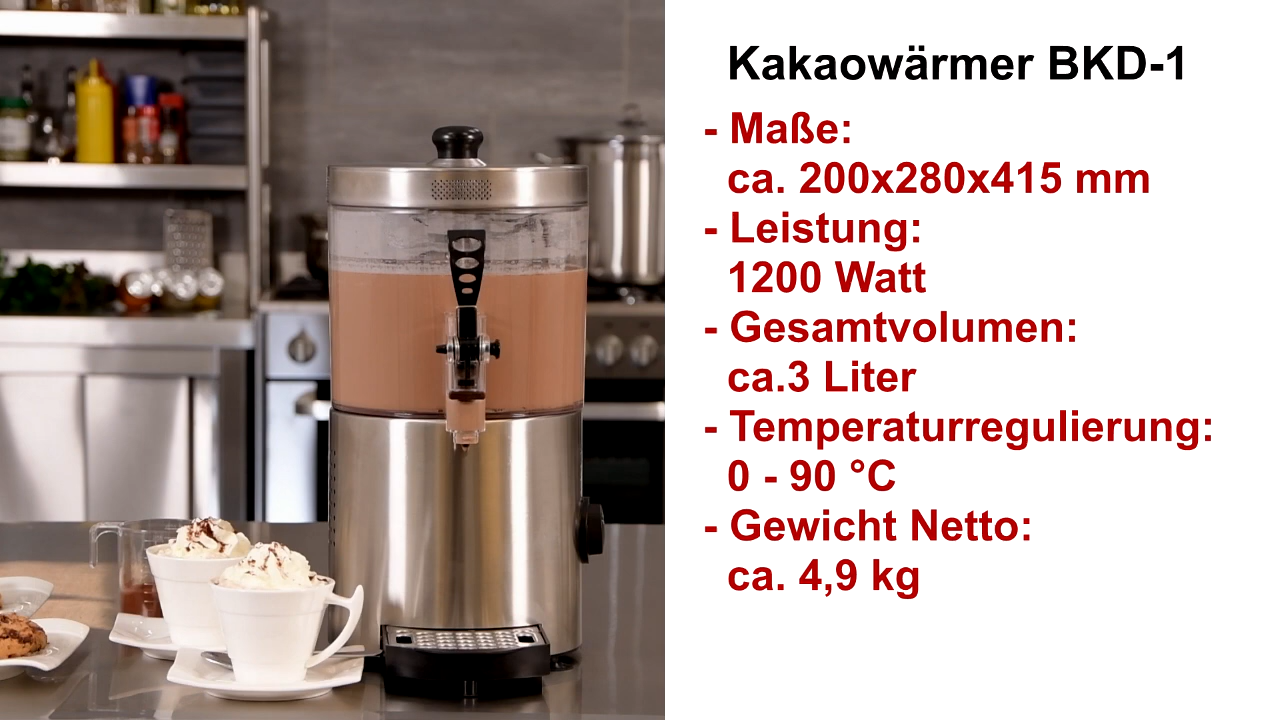 Kakaowärmer BKD-1
- Maße:
ca. 200x280x415 mm
- Leistung:
1200 Watt
- Gesamtvolumen:
ca.3 Liter
- Temperaturregulierung:
0 - 90 °C
- Gewicht Netto:
ca. 4,9 kg